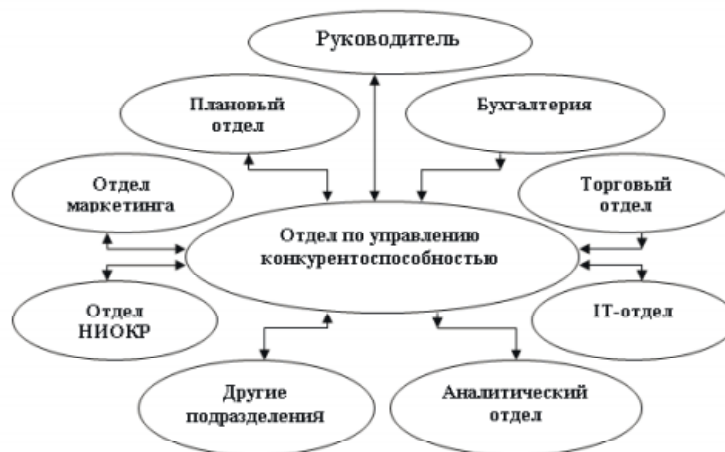 Руководитель
Плановый
отдел
Бухгалтерия
Отдел
маркетинга
Торговый
отдел
Отдел по управлению
конкурентоспособностью
Отдел
НИОКР
IT-отдел
Другие
подразделения
Аналитический
отдел